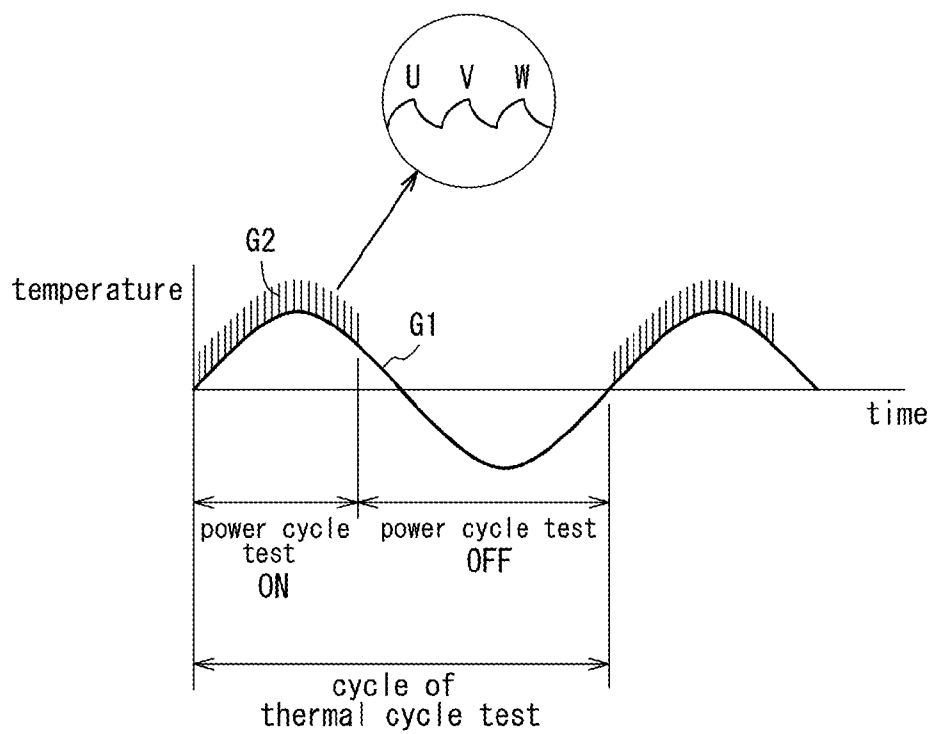 U V W
G2
temperature
G1
time
power cycle
test
ON
power cycle test
OFF
cycle of
thermal cycle test